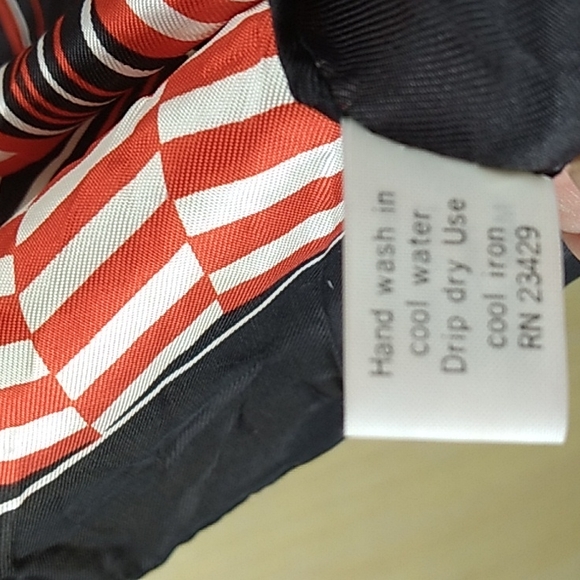 Hand wash in
cool water
Drip dry Use
cool iron
RN 23429